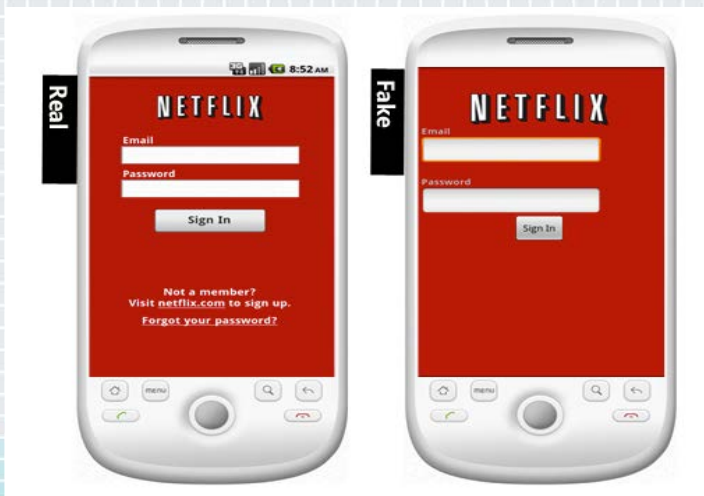 Real
8:52 AM
NETFLIX
Email
Password
Sign In
Not a member?
Visit netflix.com to sign up.
Forgot your password?
menu
Fake
NETFLIX
Email
Password
Sign In
menu